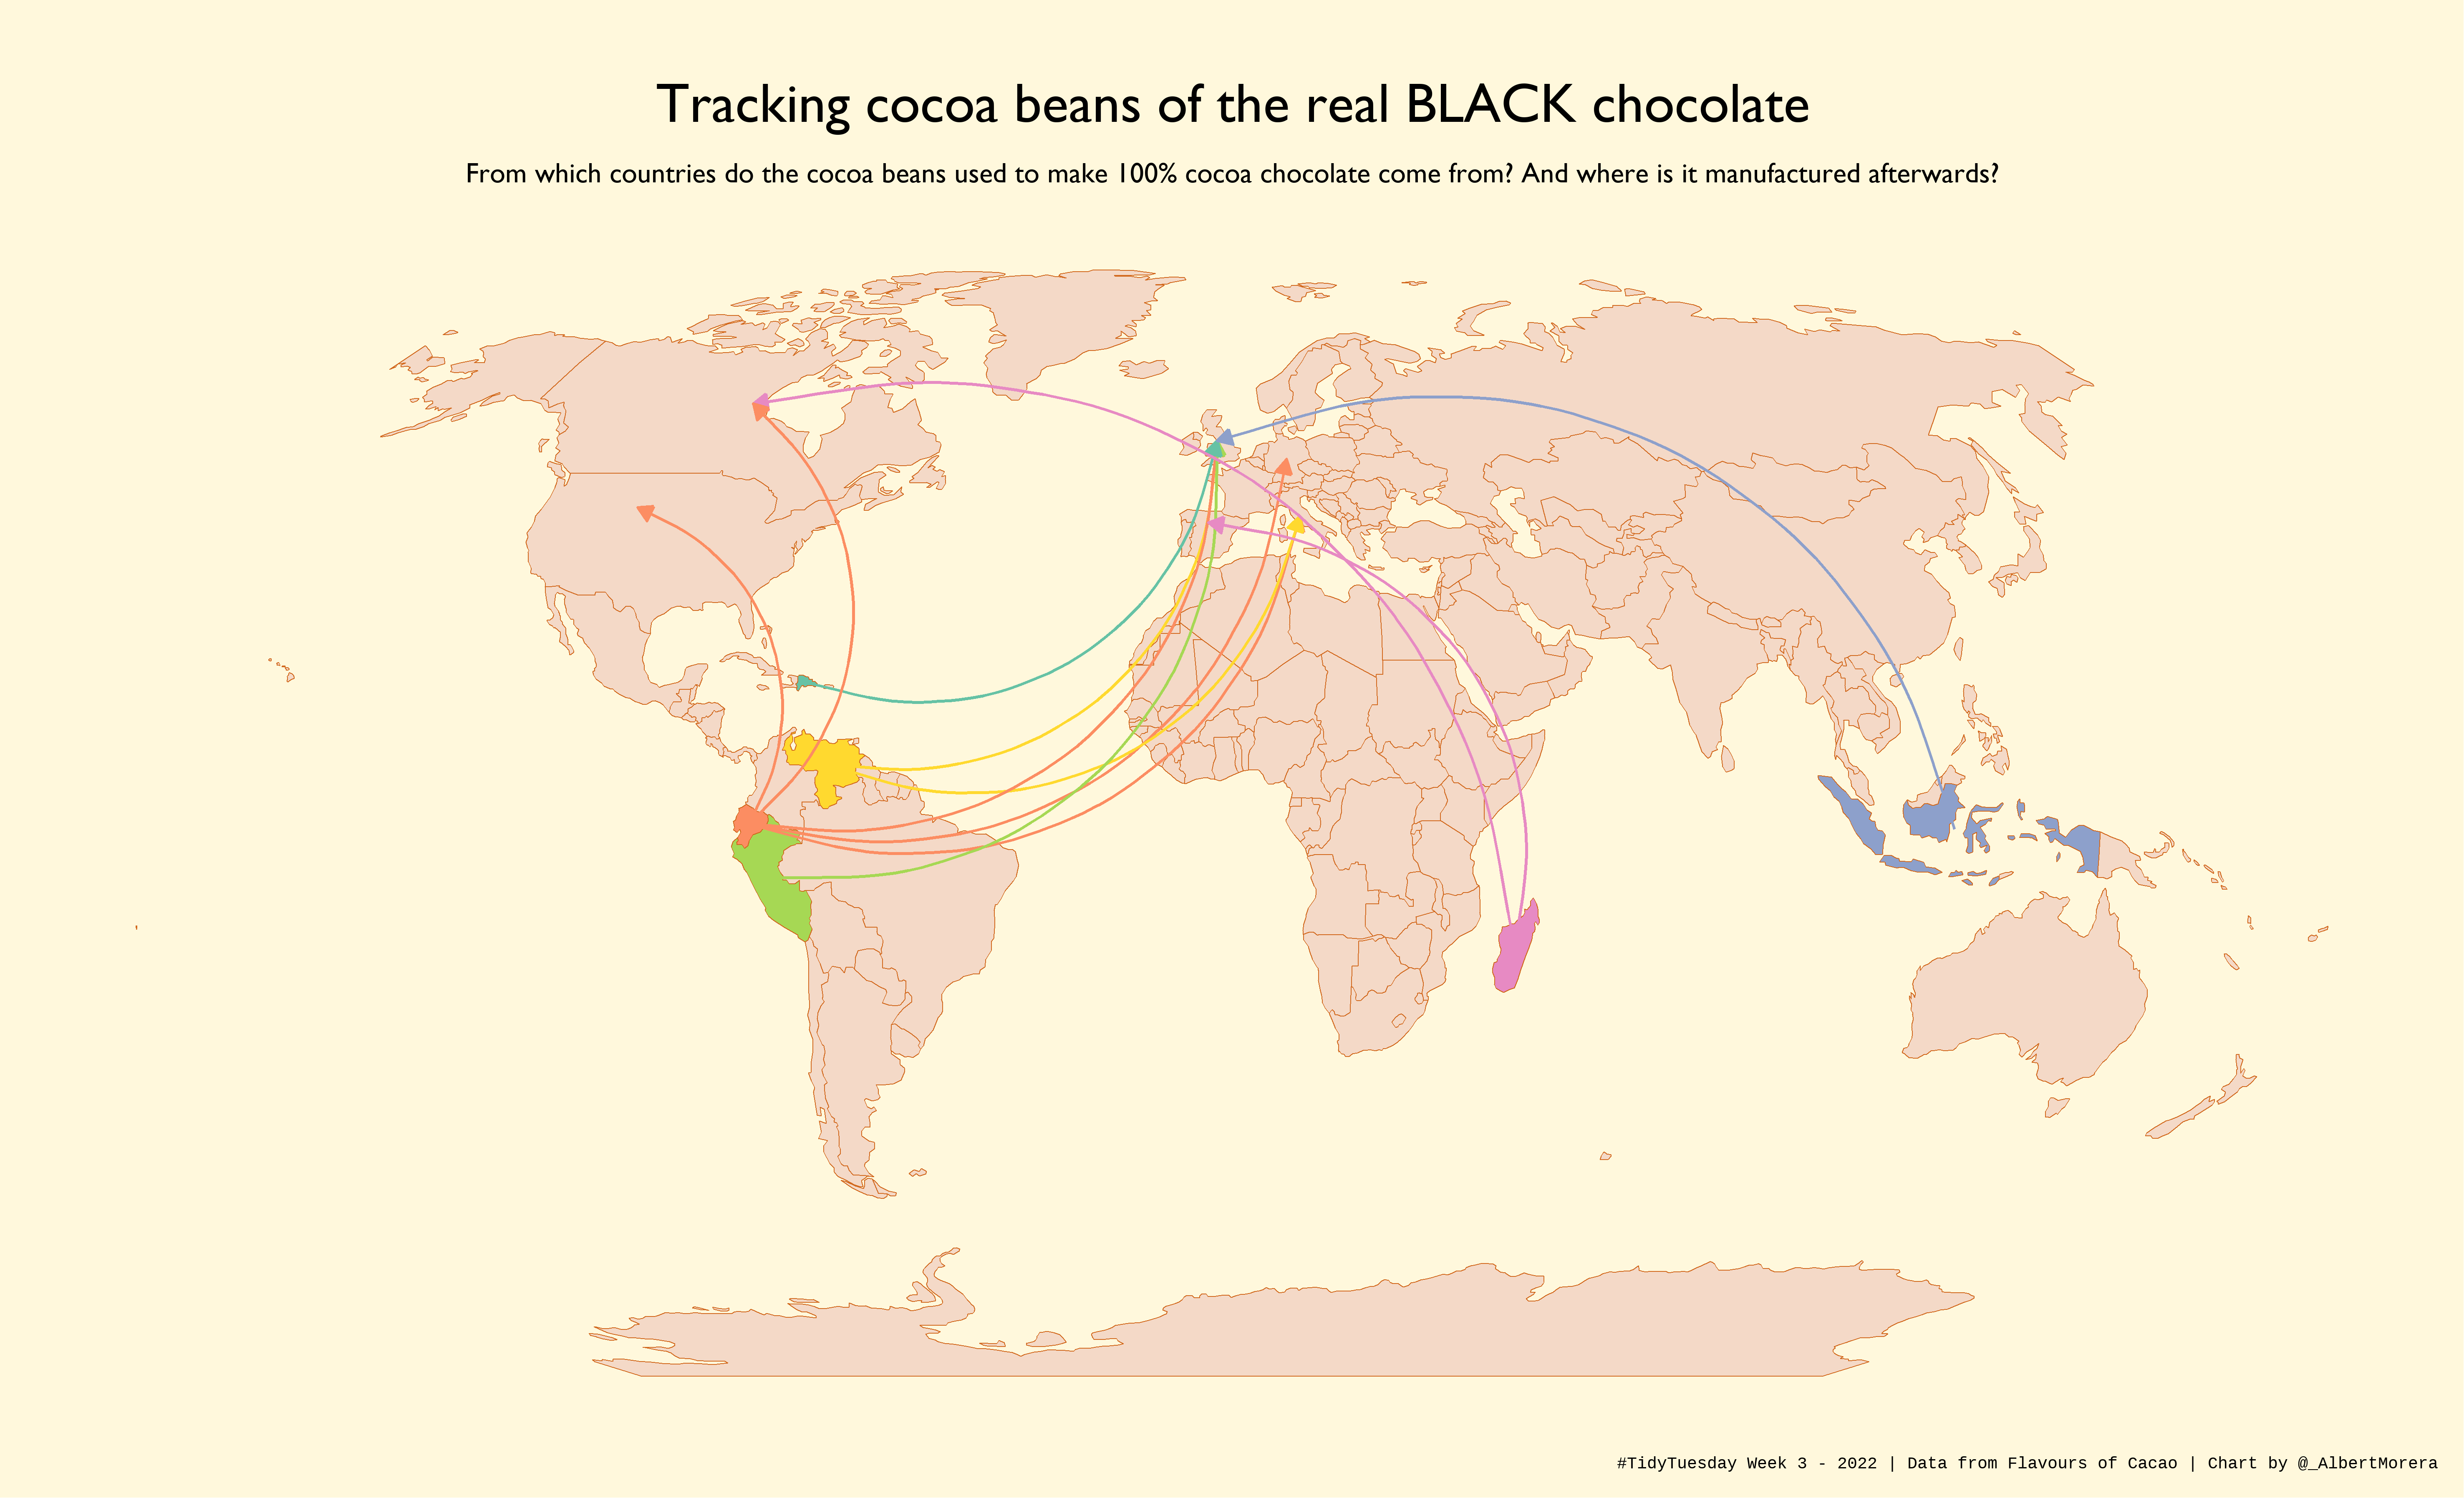 Tracking cocoa beans of the real BLACK chocolate
From which countries do the cocoa beans used to make 100% cocoa chocolate come from? And where is it manufactured afterwards?
#TidyTuesday Week 3 - 2022 | Data from Flavours of Cacao | Chart by @_AlbertMorera